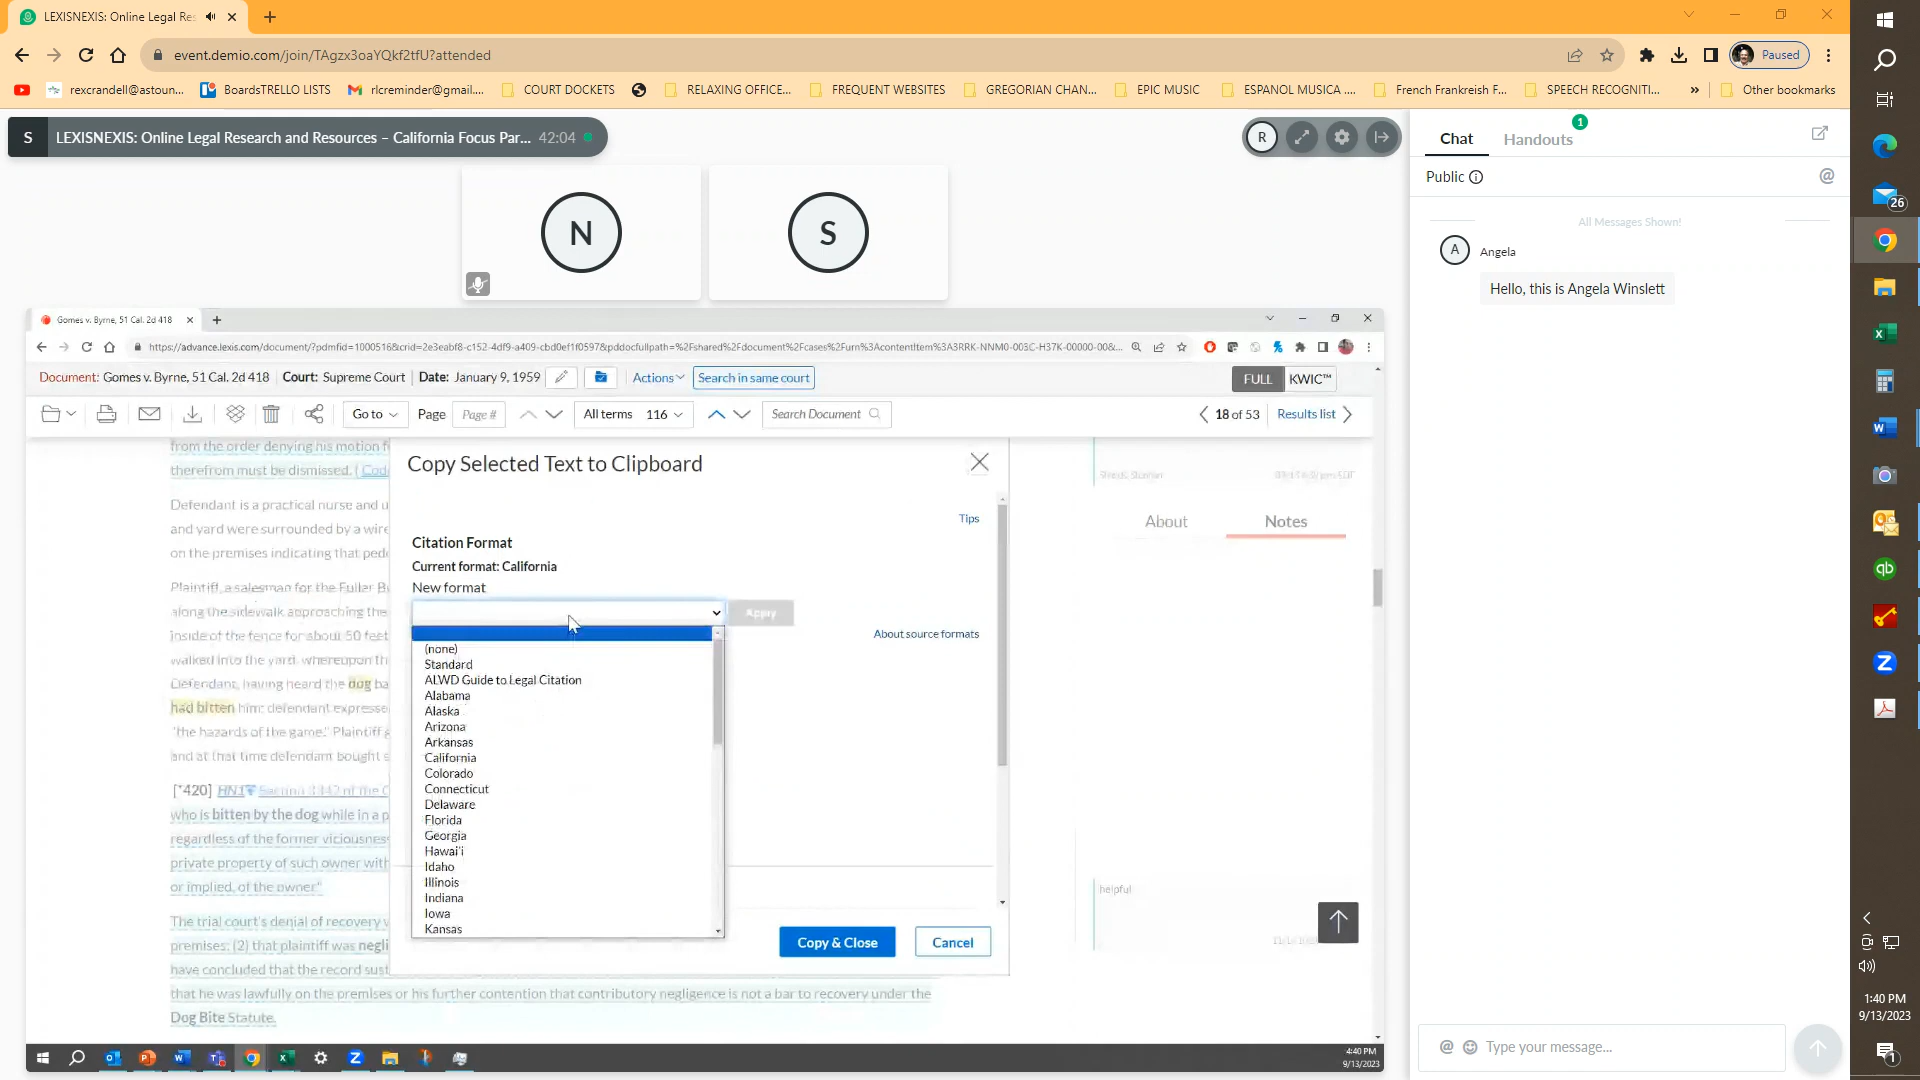 LEXISNEXIS: Online Legal Res
event.demio.com/join/TAgzx3oaYQkf2tfU?attended
Paused
rexcrandell@astoun...
BoardsTRELLO LISTS
rlcreminder@gmail....
COURT DOCKETS
RELAXING OFFICE...
FREQUENT WEBSITES
GREGORIAN CHAN...
EPIC MUSIC
ESPANOL MUSICA ....
French Frankreish F...
SPEECH RECOGNITI...
»
Other bookmarks
S
LEXISNEXIS: Online Legal Research and Resources – California Focus Par...
42:04
R
N
S
Chat
Handouts
1
Public
@
All Messages Shown!
A
Angela
Hello, this is Angela Winslett
@
Type your message...
Gomes v. Byrne, 51 Cal. 2d 418
Document: Gomes v. Byrne, 51 Cal. 2d 418
Court: Supreme Court
Date: January 9, 1959
Actions
Search in same court
FULL
KWIC™
Go to
Page
Page #
All terms 116
Search Document
18 of 53
Results list
from the order denying his motion f
therefrom must be dismissed. (
Defendant is a practical nurse and u
and yard were surrounded by a wire
on the premises indicating that ped
Plaintiff, a salesman for the Fuller B
along the sidewalk approaching the
inside of the fence for about 50 feet
walked into the yard, whereupon th
Defendant, having heard the dog ba
had bitten him; defendant expresse
"the hazards of the game." Plaintiff
and at that time defendant bought s
[*420] HN1 of the C
who is bitten by the dog while in a p
regardless of the former viciousness
private property of such owner with
or implied, of the owner."
The trial court's denial of recovery
premises; (2) that plaintiff was negli
have concluded that the record sust
that he was lawfully on the premises or his further contention that contributory negligence is not a bar to recovery under the
Dog Bite Statute.
Copy Selected Text to Clipboard
Tips
Citation Format
Current format: California
New format
Apply
About source formats
(none)
Standard
ALWD Guide to Legal Citation
Alabama
Alaska
Arizona
Arkansas
California
Colorado
Connecticut
Delaware
Florida
Georgia
Hawai'i
Idaho
Illinois
Indiana
Iowa
Kansas
Copy & Close
Cancel
About
Notes
helpful
4:40 PM
9/13/2023
26
1:40 PM
9/13/2023
1